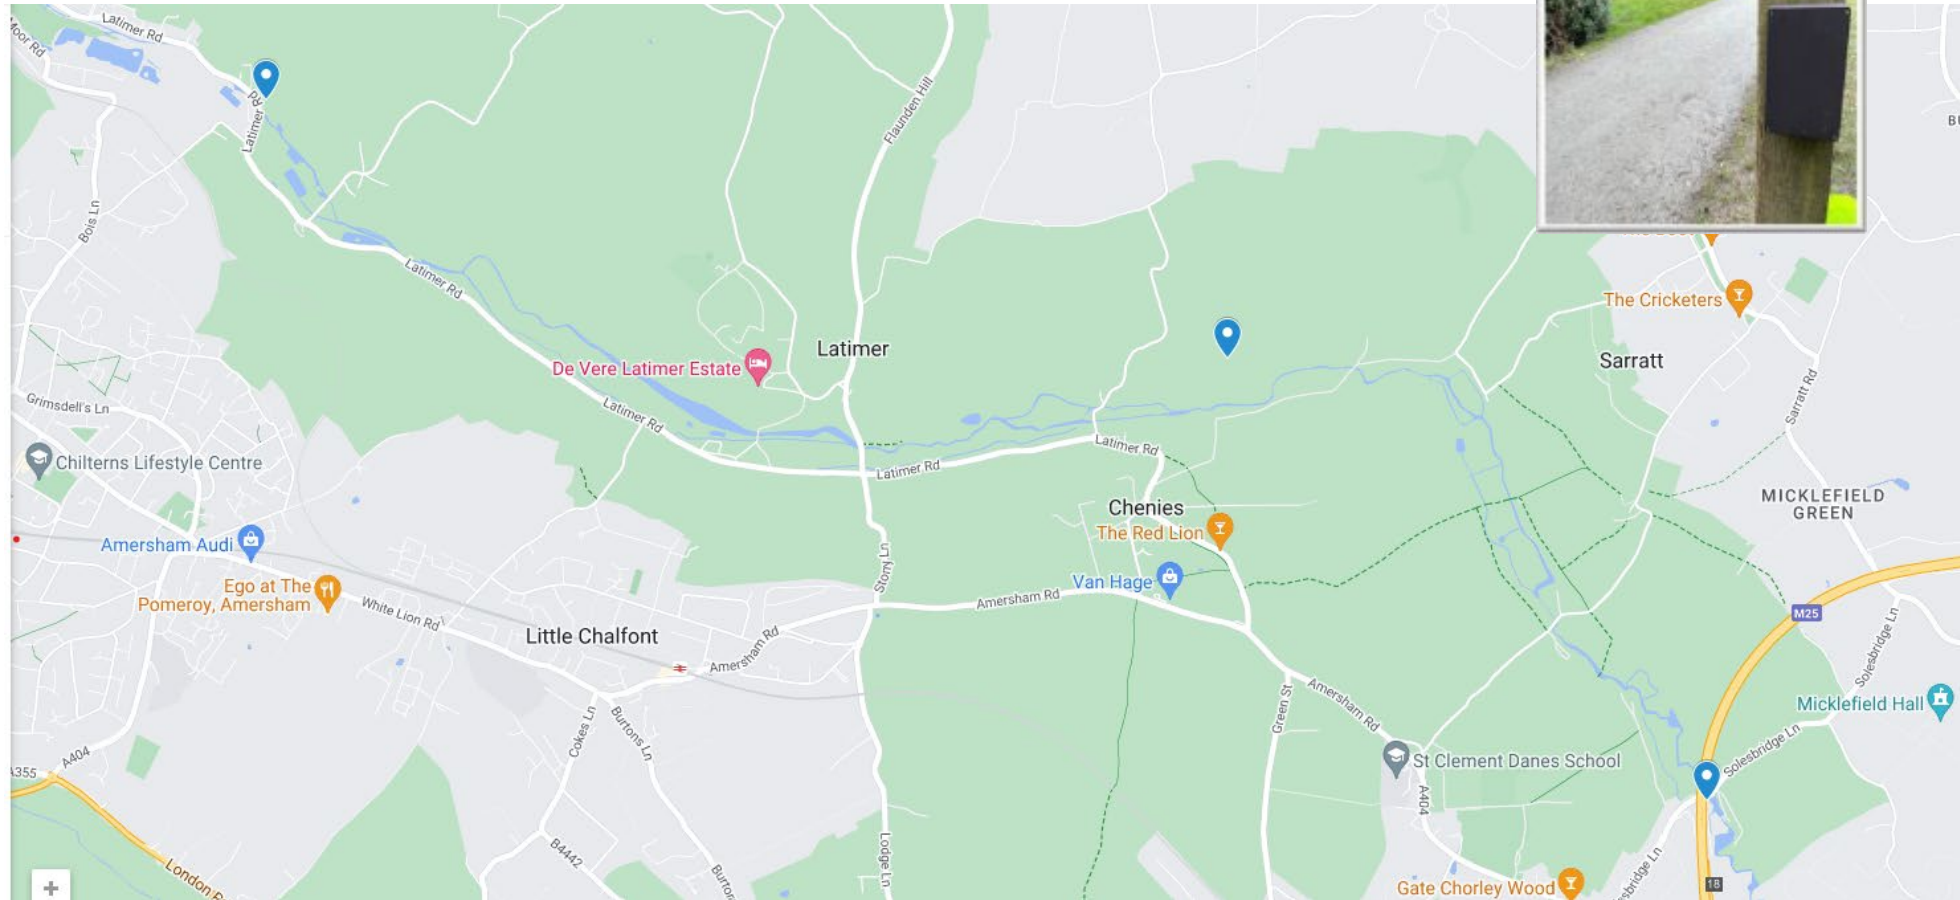 Latimer Rd
Moor Rd
Latimer Rd
Flaunden Hill
Bois Ln
Latimer Rd
The Cricketers
Sarratt
Latimer
De Vere Latimer Estate
Sarratt Rd
Grimsdell's Ln
Latimer Rd
Latimer Rd
Chilterns Lifestyle Centre
Latimer Rd
MICKLEFIELD
GREEN
Chenies
The Red Lion
Amersham Audi
Stony Ln
Van Hage
Ego at The
Pomeroy, Amersham
White Lion Rd
Amersham Rd
M25
Little Chalfont
Amersham Rd
Solesbridge Ln
Green St
Amersham Rd
Micklefield Hall
Cokes Ln
Burtons Ln
Solesbridge Ln
A404
St Clement Danes School
A355
A404
B4442
Lodge Ln
London R
Burton
Gate Chorley Wood
18
esbridge Ln